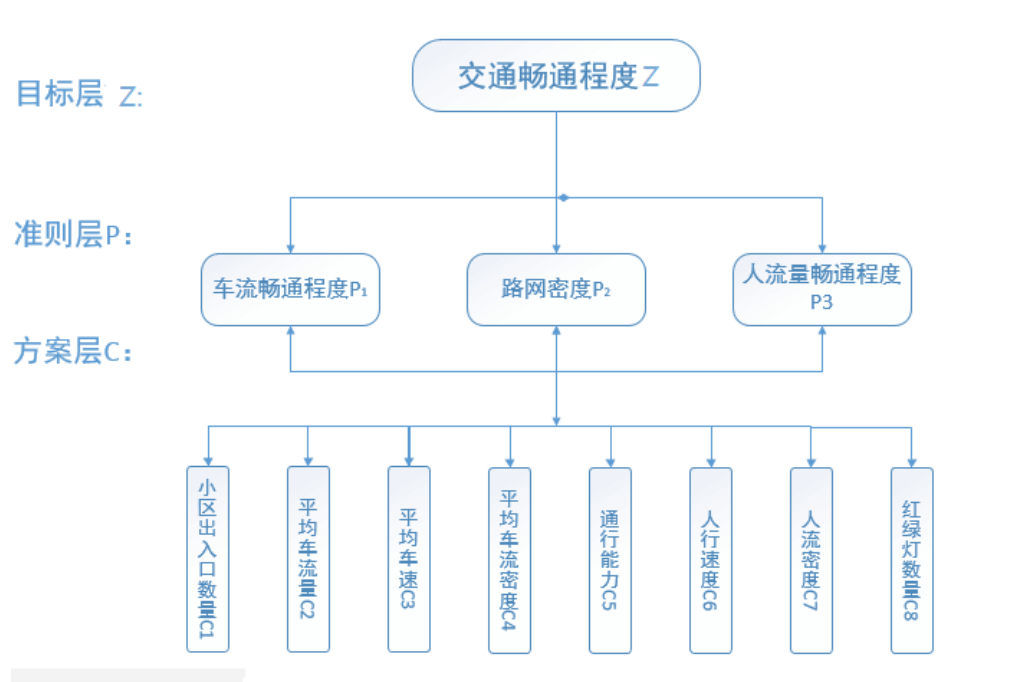 交通畅通程度Z
目标层 Z:
准则层P：
车流畅通程度P₁
路网密度P₂
人流量畅通程度
P3
方案层C：
小区出入口数量C1
平均车流量C2
平均车速C3
平均车流密度C4
通行能力C5
人行速度C6
人流密度C7
红绿灯数量C8